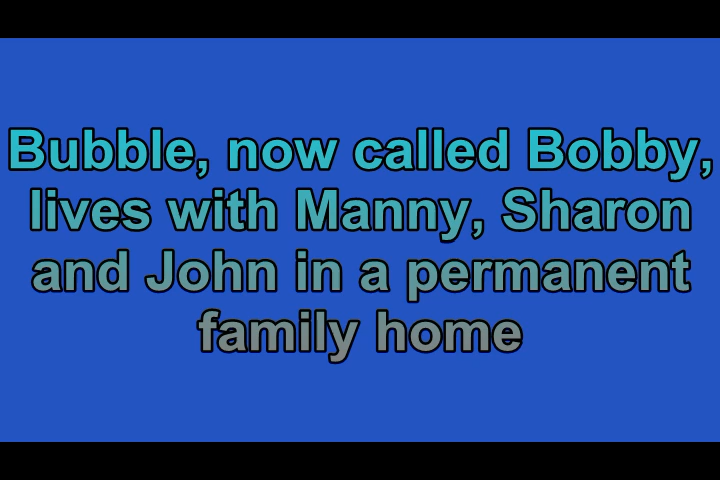 Bubble, now called Bobby,
lives with Manny, Sharon
and John in a permanent
family home